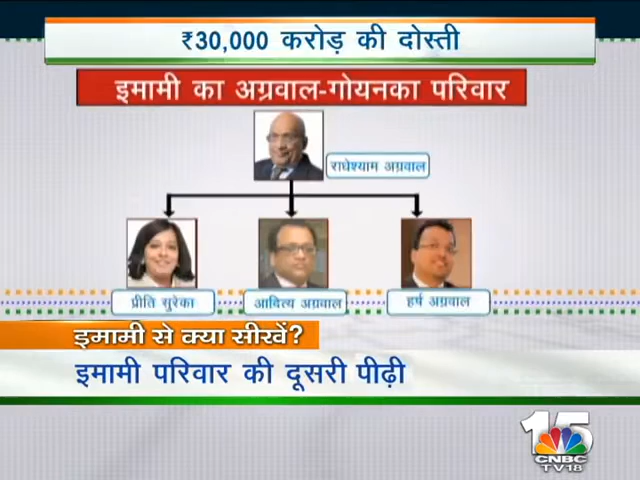 ₹30,000 करोड़ की दोस्ती
इमामी का अग्रवाल-गोयनका परिवार
राधेश्याम अग्रवाल
प्रीति सुरेका
आदित्य अग्रवाल
हर्ष अग्रवाल
इमामी से क्या सीखें?
इमामी परिवार की दूसरी पीढ़ी
15
CNBC
TV18